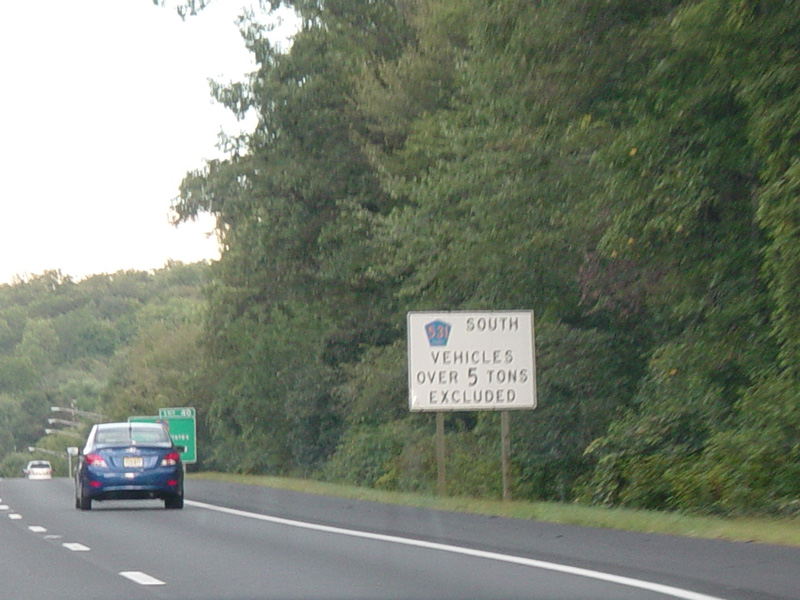 531 SOUTH
VEHICLES
OVER 5 TONS
EXCLUDED